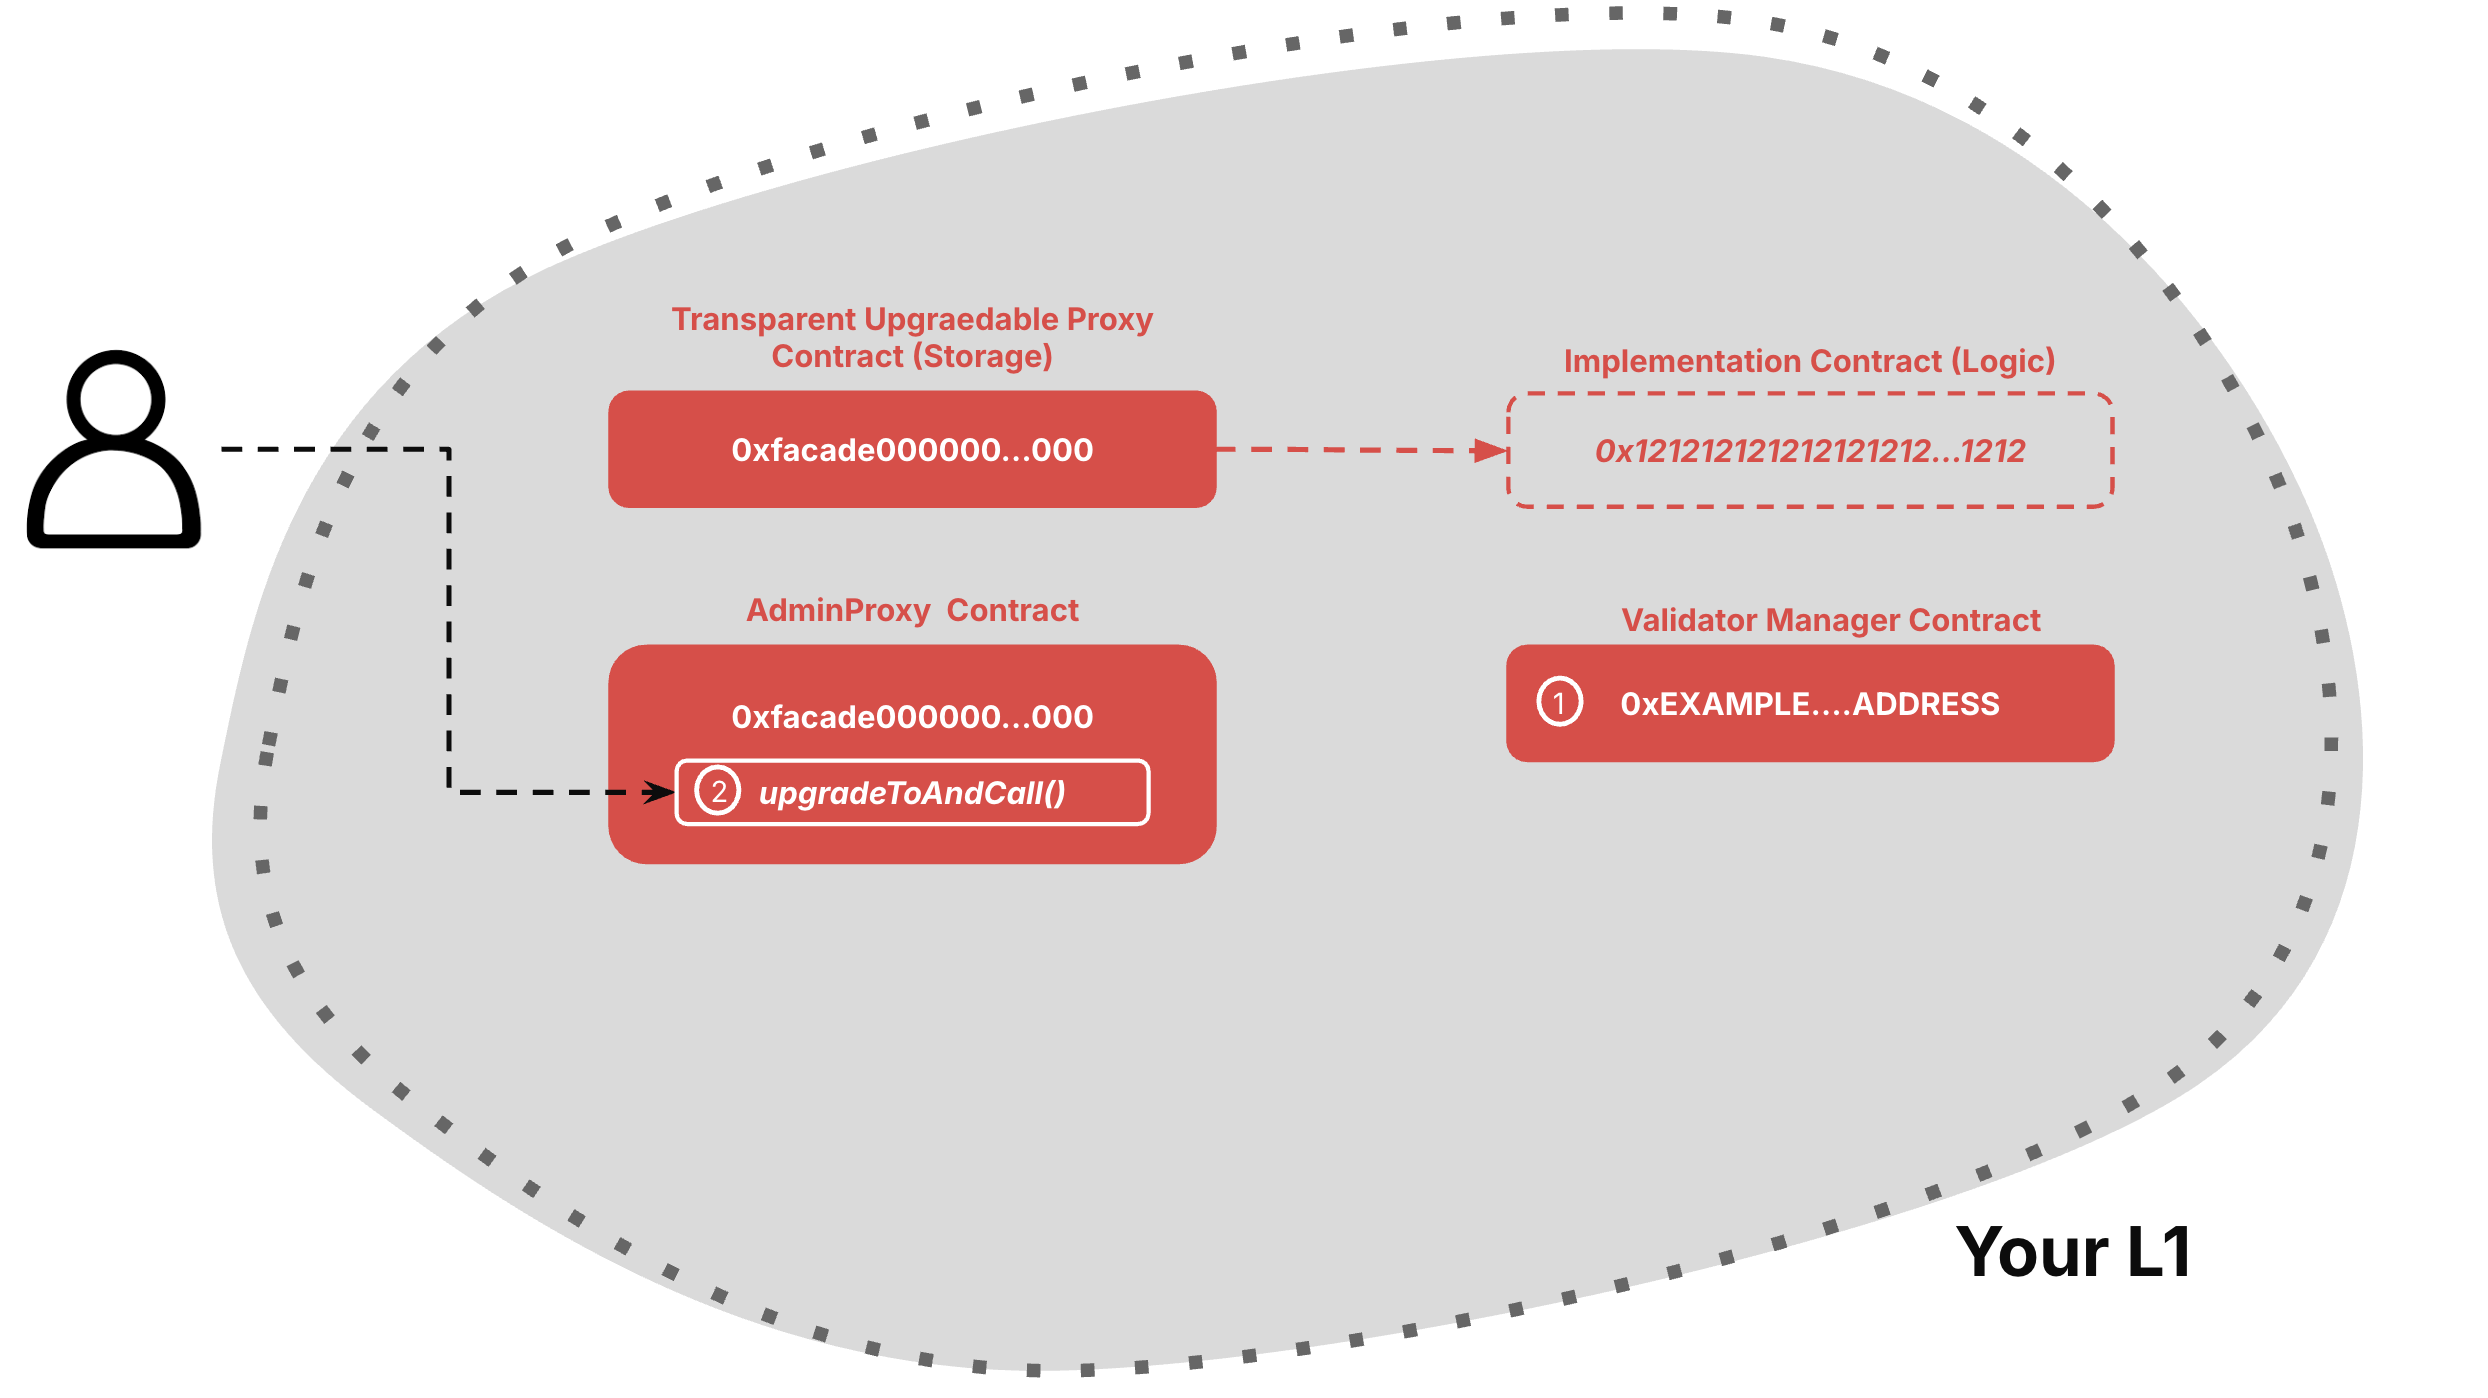 Transparent Upgraedable Proxy
Contract (Storage)
0xfacade000000...000
Implementation Contract (Logic)
0x121212121212121212...1212
AdminProxy Contract
0xfacade000000...000
2 upgradeToAndCall()
Validator Manager Contract
1 0xEXAMPLE....ADDRESS
Your L1